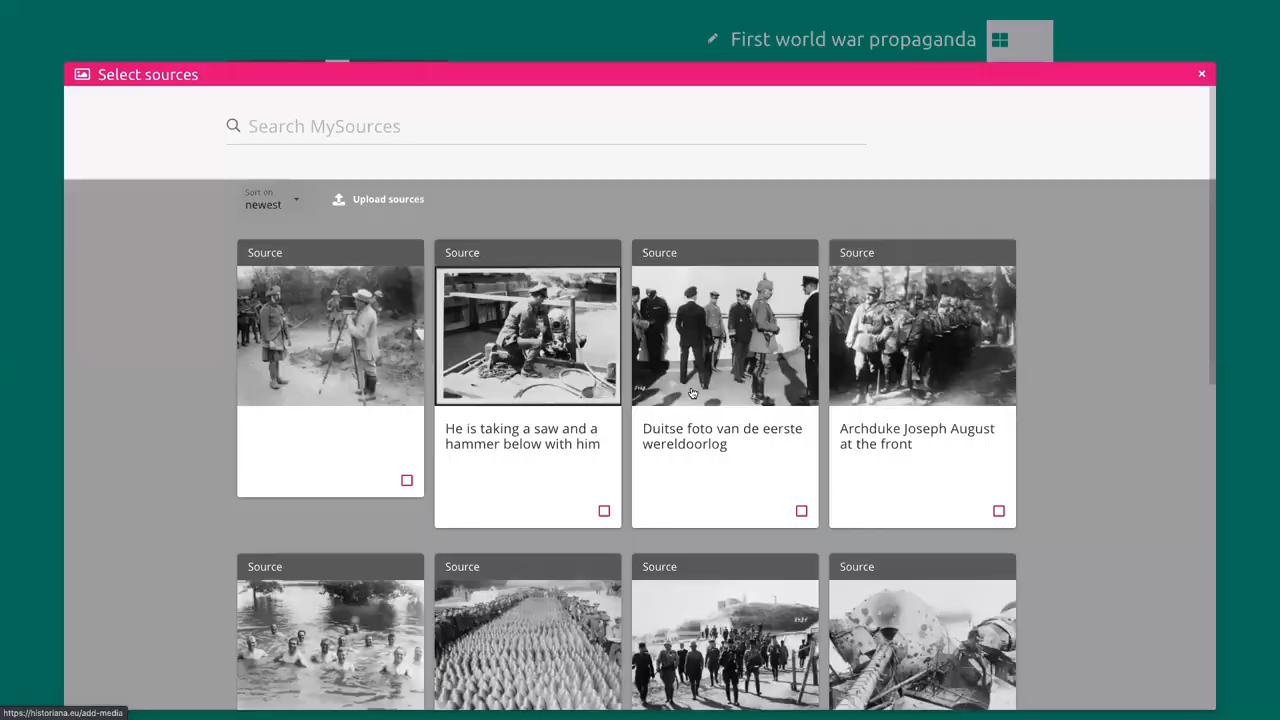 First world war propaganda
Select sources
×
Search MySources
Sort on
newest
Upload sources
Source
Source
Source
Source
He is taking a saw and a
hammer below with him
Duitse foto van de eerste
wereldoorlog
Archduke Joseph August
at the front
Source
Source
Source
Source
https://historiana.eu/add-media